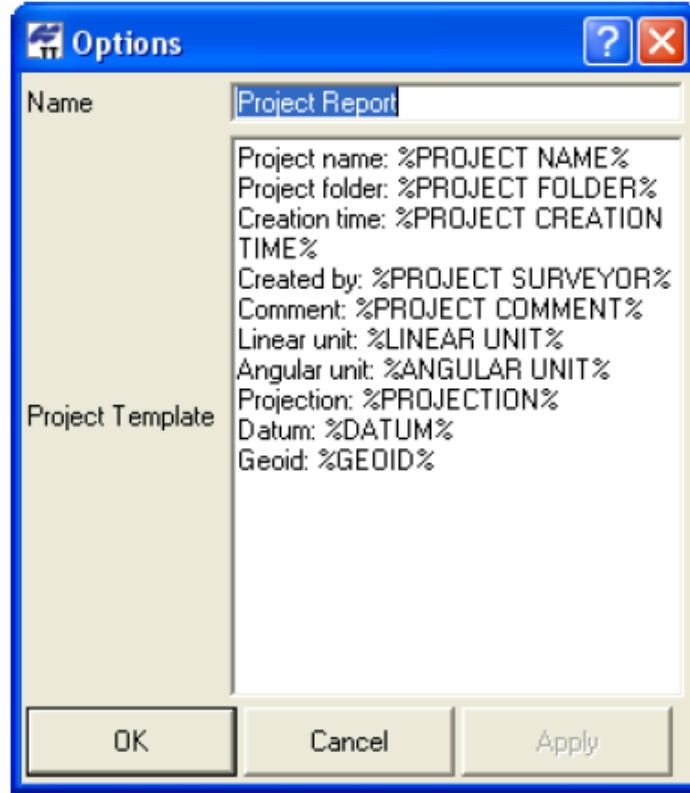 TT Options
Name
Project Report
Project name: %PROJECT NAME%
Project folder: %PROJECT FOLDER%
Creation time: %PROJECT CREATION
TIME%
Created by: %PROJECT SURVEYOR%
Comment: %PROJECT COMMENT%
Linear unit: %LINEAR UNIT%
Angular unit: %ANGULAR UNIT%
Projection: %PROJECTION%
Project Template
Datum: %DATUM%
Geoid: %GEOID%
OK
Cancel
Apply